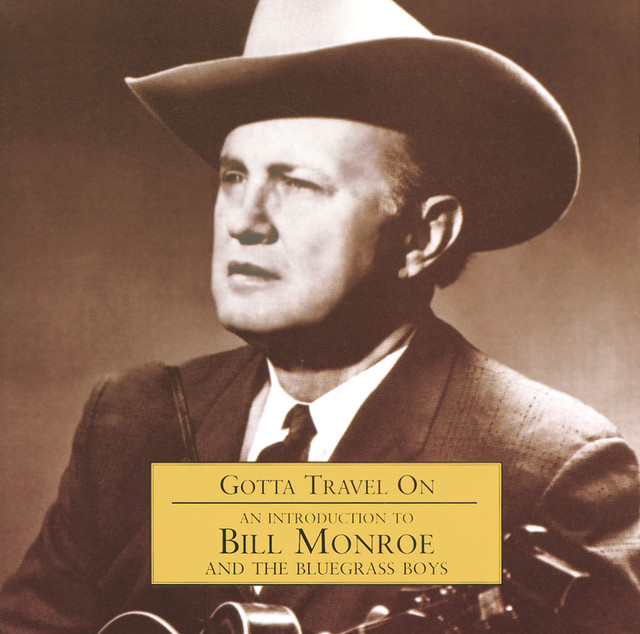 GOTTA TRAVEL ON
AN INTRODUCTION TO
BILL MONROE
AND THE BLUEGRASS BOYS